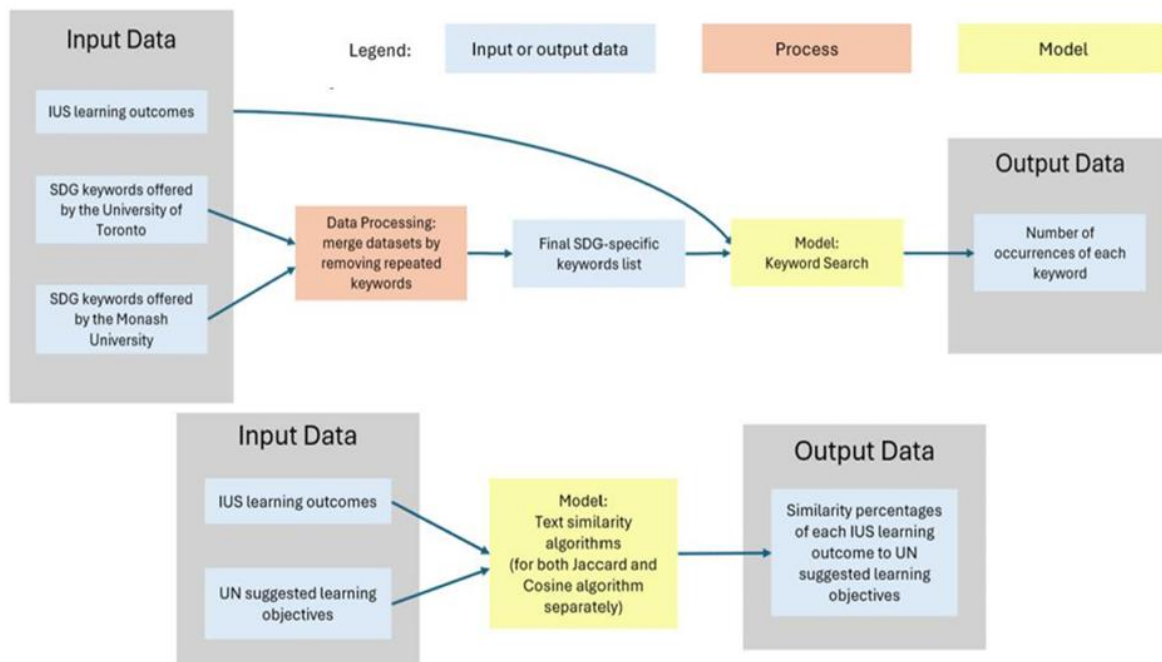 Input Data
Legend:
Input or output data
Process
Model
IUS learning outcomes
SDG keywords offered
by the University of
Toronto
SDG keywords offered
by the Monash
University
Data Processing:
merge datasets by
removing repeated
keywords
Final SDG-specific
keywords list
Model:
Keyword Search
Output Data
Number of
occurrences of each
keyword
Input Data
IUS learning outcomes
UN suggested learning
objectives
Model:
Text similarity
algorithms
(for both Jaccard and
Cosine algorithm
separately)
Output Data
Similarity percentages
of each IUS learning
outcome to UN
suggested learning
objectives